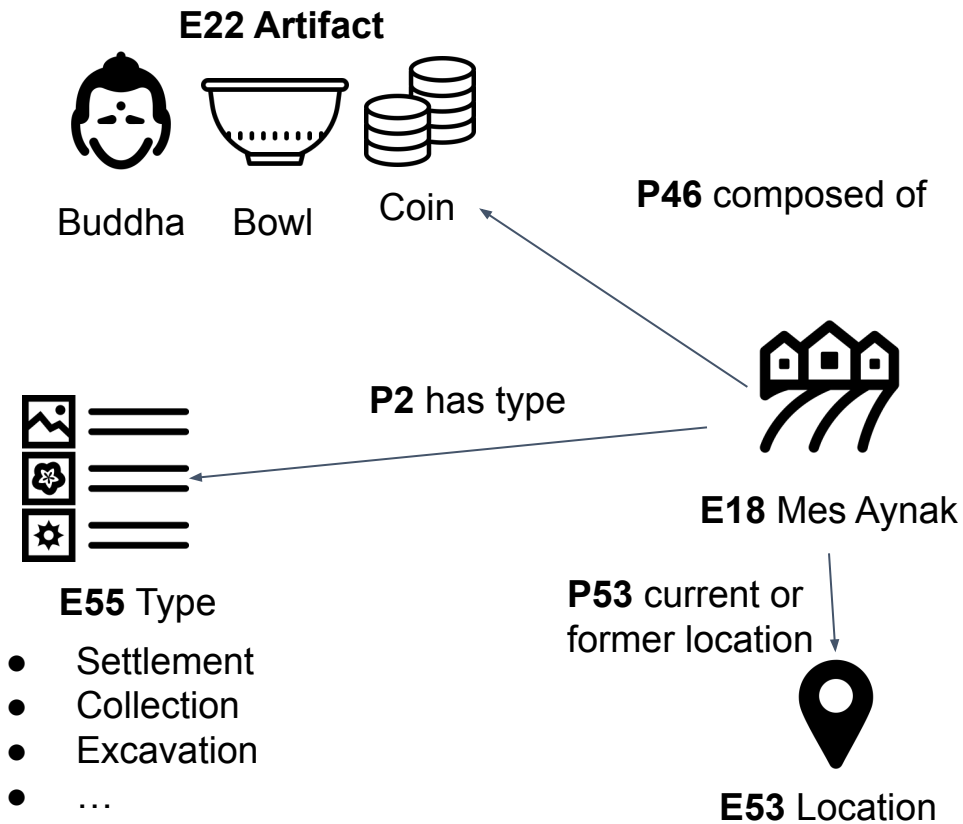 E22 Artifact
Buddha
Bowl
Coin
P46 composed of
P2 has type
E18 Mes Aynak
E55 Type
● Settlement
● Collection
● Excavation
● …
P53 current or
former location
E53 Location